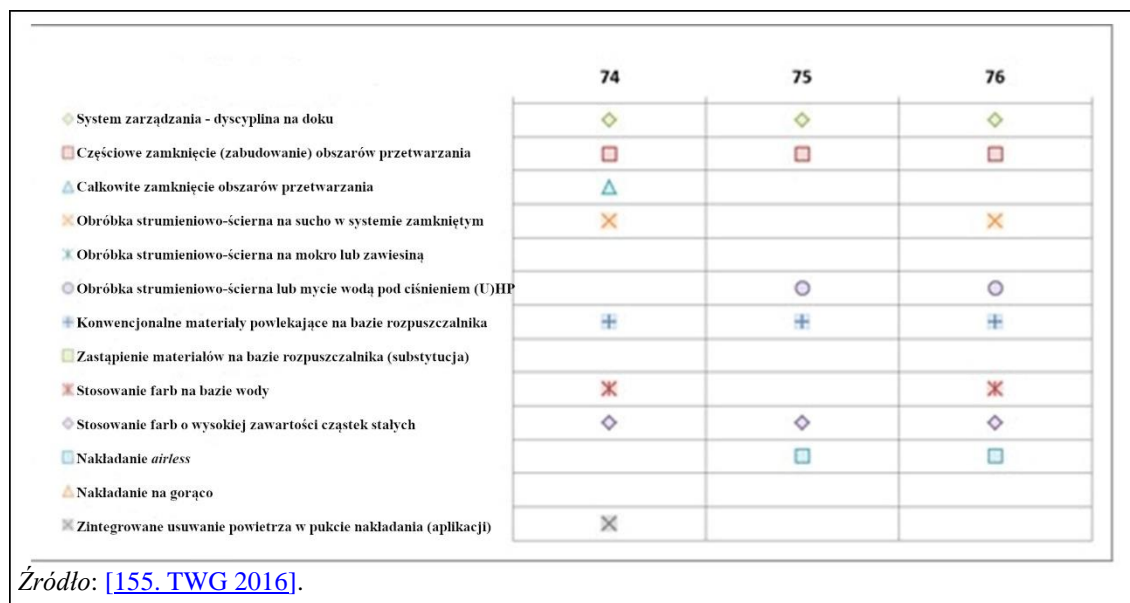 74 75 76
System zarządzania - dyscyplina na doku
Częściowe zamknięcie (zabudowanie) obszarów przetwarzania
Całkowite zamknięcie obszarów przetwarzania
Obróbka strumieniowo-ścierna na sucho w systemie zamkniętym
Obróbka strumieniowo-ścierna na mokro lub zawiesiną
Obróbka strumieniowo-ścierna lub mycie wodą pod ciśnieniem (U)HP
Konwencjonalne materiały powlekające na bazie rozpuszczalnika
Zastąpienie materiałów na bazie rozpuszczalnika (substytucja)
Stosowanie farb na bazie wody
Stosowanie farb o wysokiej zawartości cząstek stałych
Nakładanie airless
Nakładanie na gorąco
Zintegrowane usuwanie powietrza w pukcie nakładania (aplikacji)
Źródło: [155. TWG 2016].